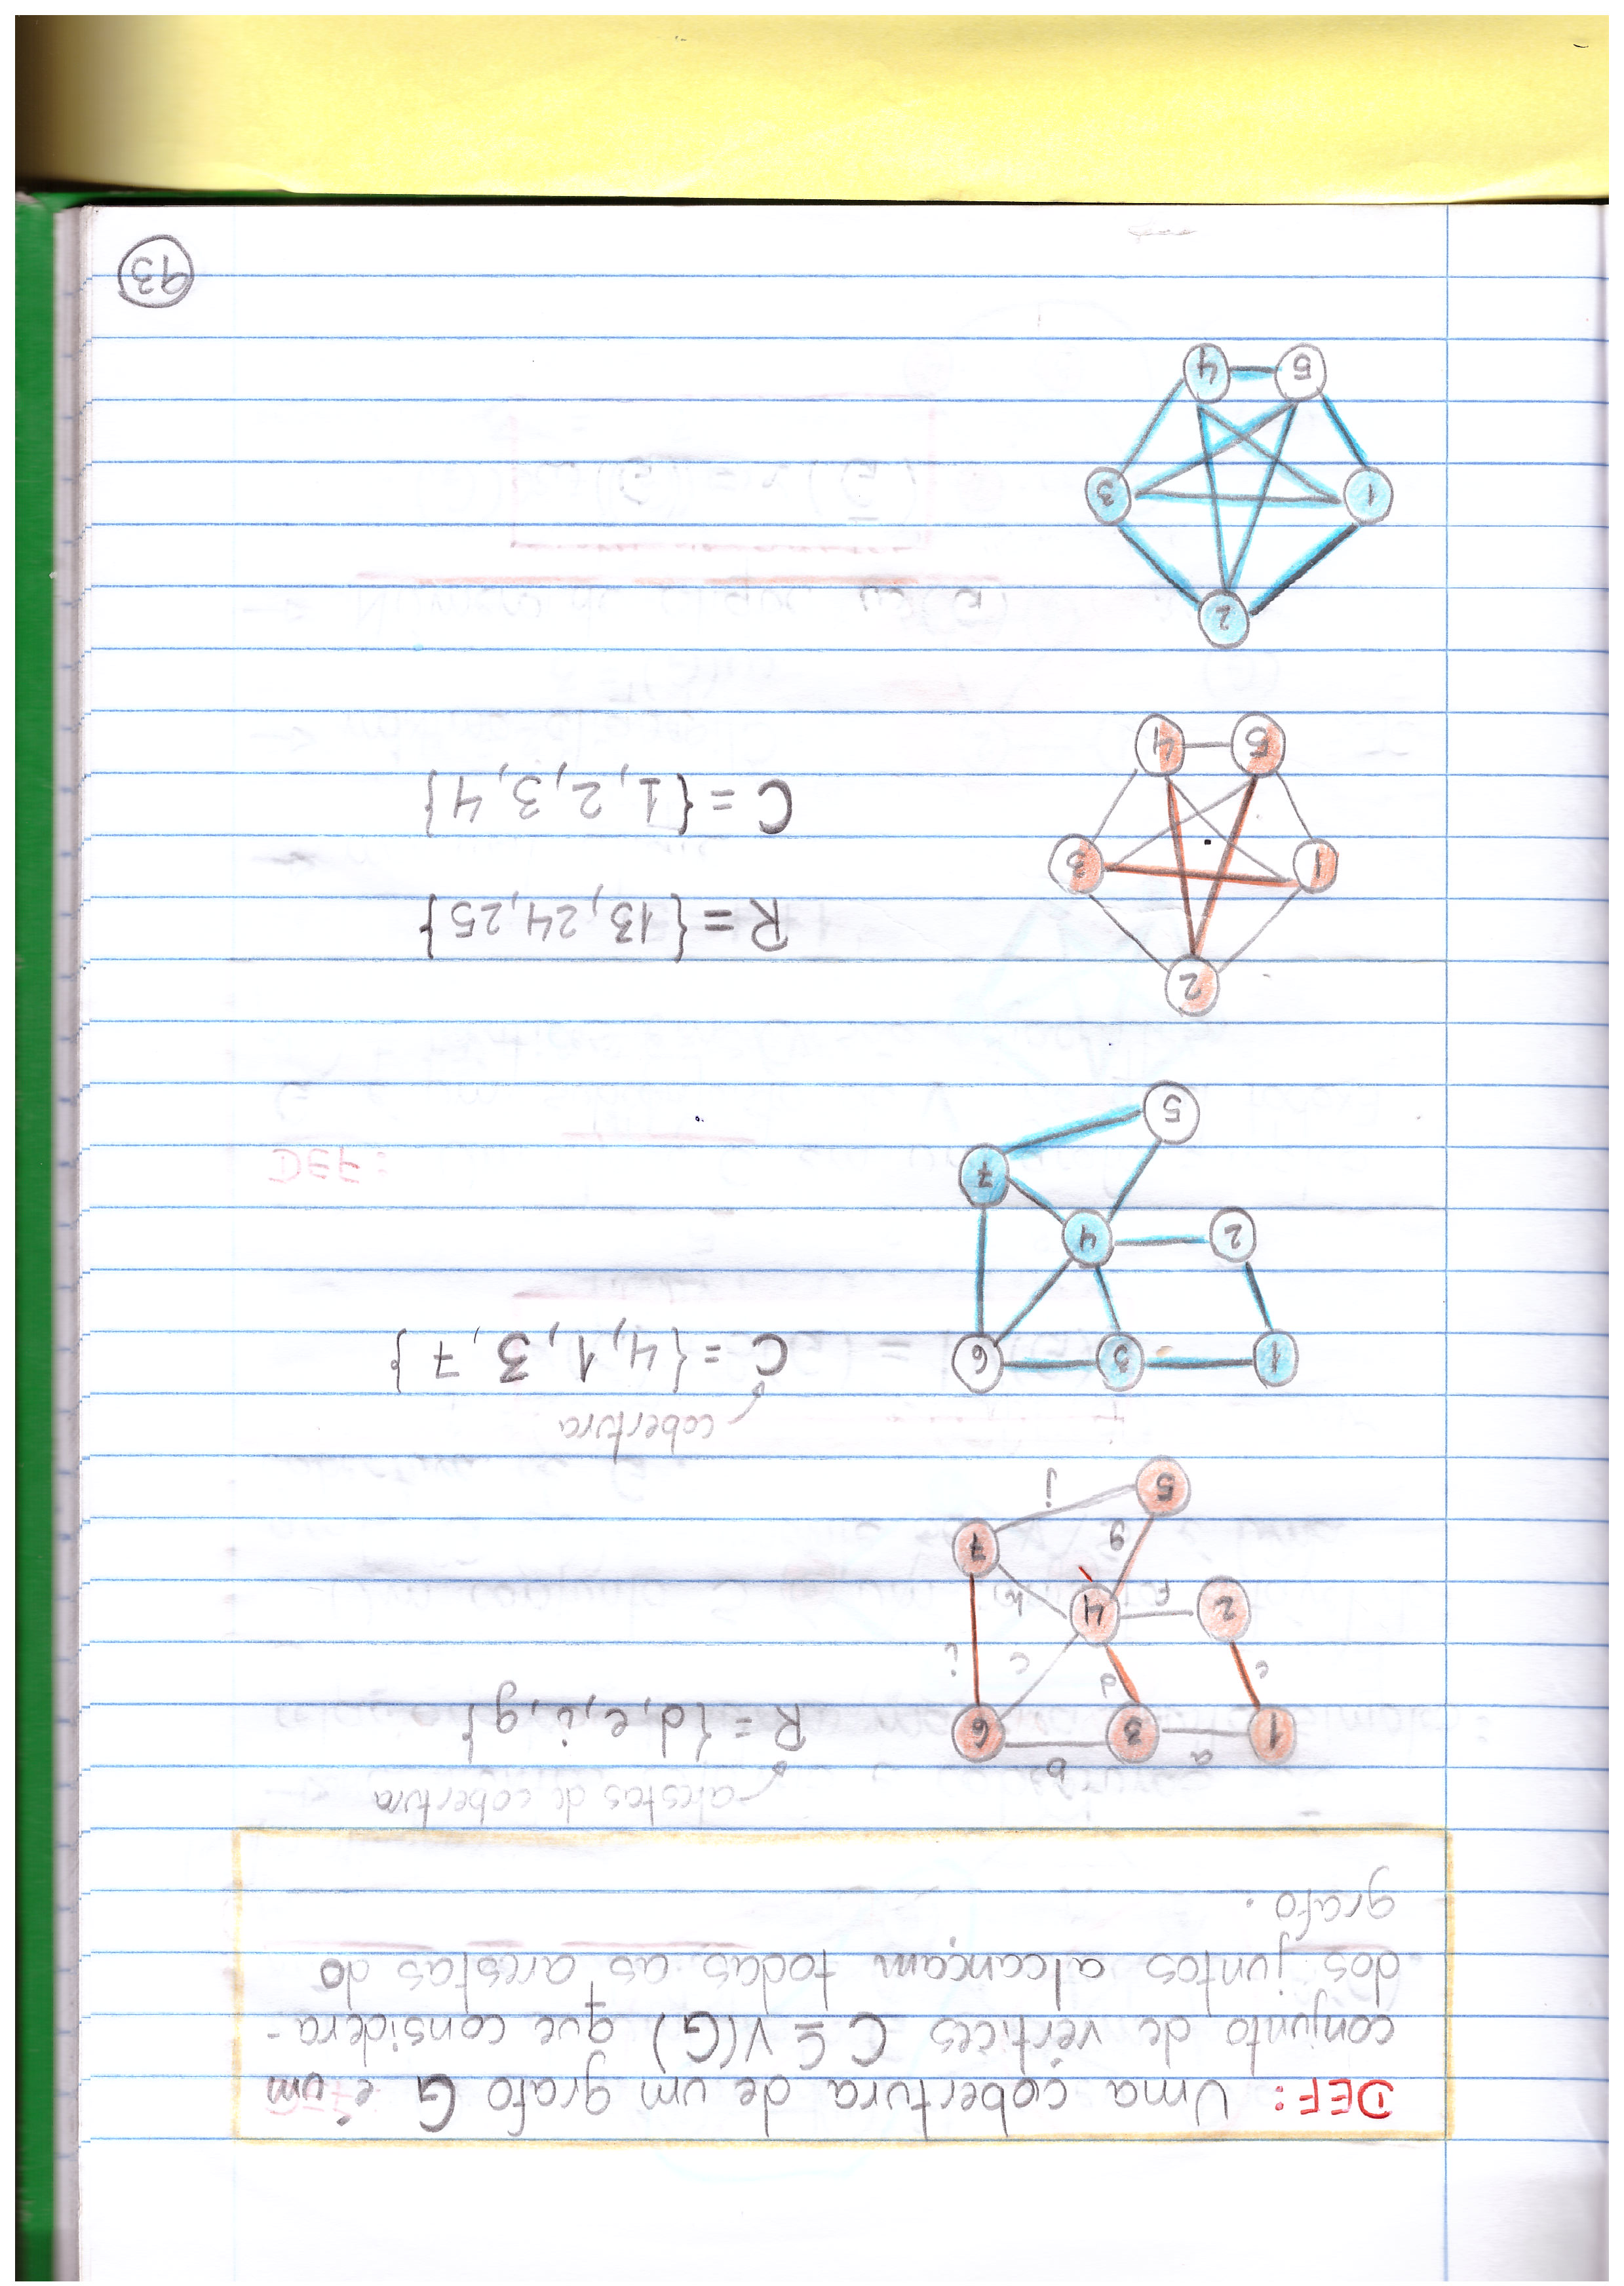 DEF: Uma cobertura de um grafo G é um
conjunto de vértices C ⊆ V(G) que considera-
dos juntos alcançam todas as arestas do
grafo.
arestas de cobertura
R = {d, e, i, g}
1 a 3 b 6
e d c i
2 f 4 h
g 7
5 j
cobertura
C = {4, 1, 3, 7}
1 3 6
2 4
7
5
2
R = {13, 24, 25}
1 3
C = {1, 2, 3, 4}
5 4
2
1 3
5 4
93